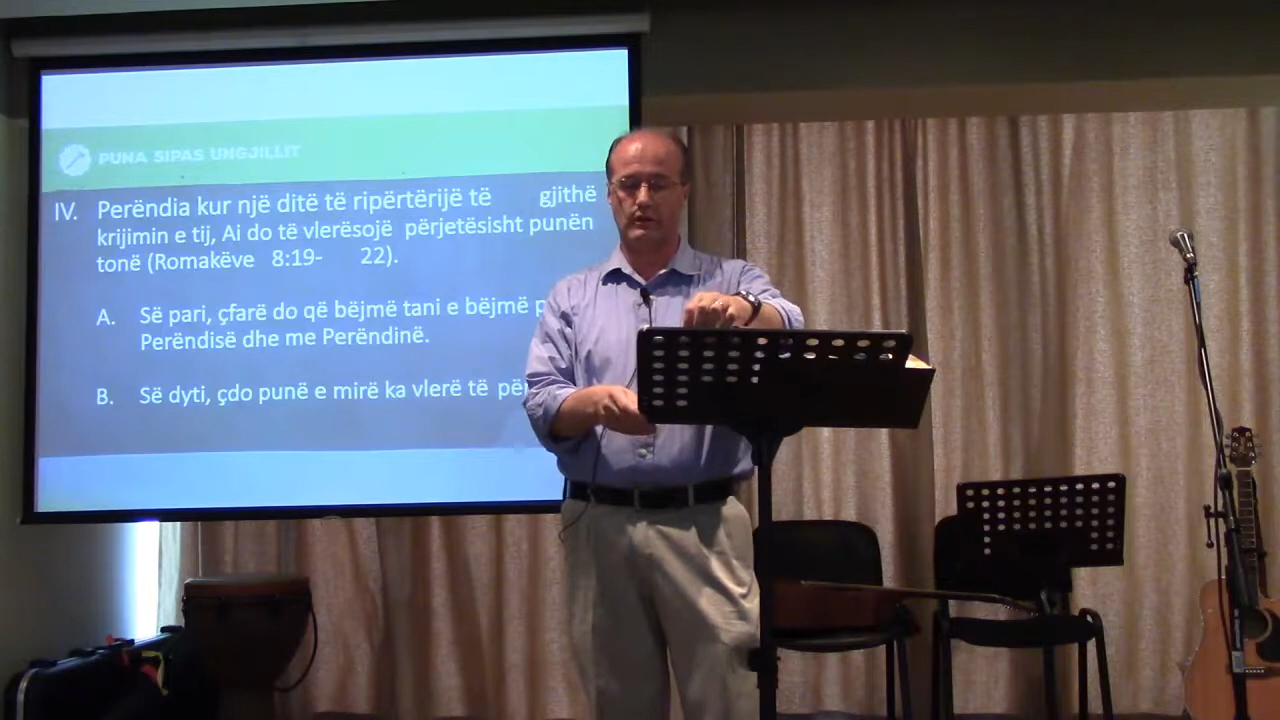 PUNA SIPAS UNGJILLIT
IV. Perëndia kur një ditë të ripërtërijë të gjithë
krijimin e tij, Ai do të vlerësojë përjetësisht punën
tonë (Romakëve 8:19- 22).
A. Së pari, çfarë do që bëjmë tani e bëjmë p
Perëndisë dhe me Perëndinë.
B. Së dyti, çdo punë e mirë ka vlerë të për